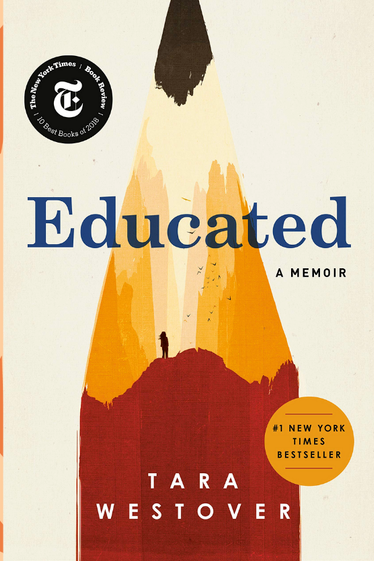 The New York Times | Book Review
T
| 10 Best Books of 2018 |
Educated
A MEMOIR
#1 NEW YORK
TIMES
BESTSELLER
TARA
WESTOVER